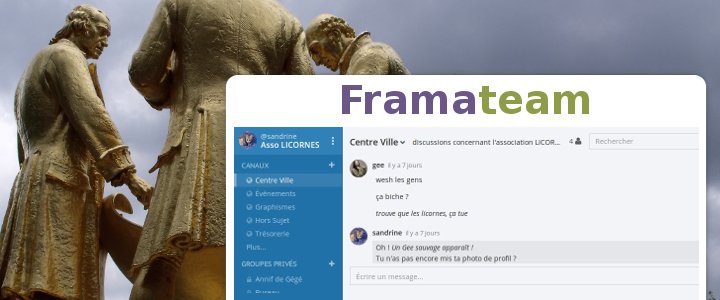 Framateam
@sandrine
Asso LICORNES
CANAUX +
Centre Ville
Évènements
Graphismes
Hors Sujet
Trésorerie
Plus...
GROUPES PRIVÉS +
Annif de Gégé
Bureau
Centre Ville discussions concernant l'association LICOR... 4 Rechercher
gee il y a 7 jours
wesh les gens
ça biche ?
trouve que les licornes, ça tue
sandrine il y a 7 jours
Oh ! Un Gee sauvage apparaît !
Tu n'as pas encore mis ta photo de profil ?
Écrire un message...